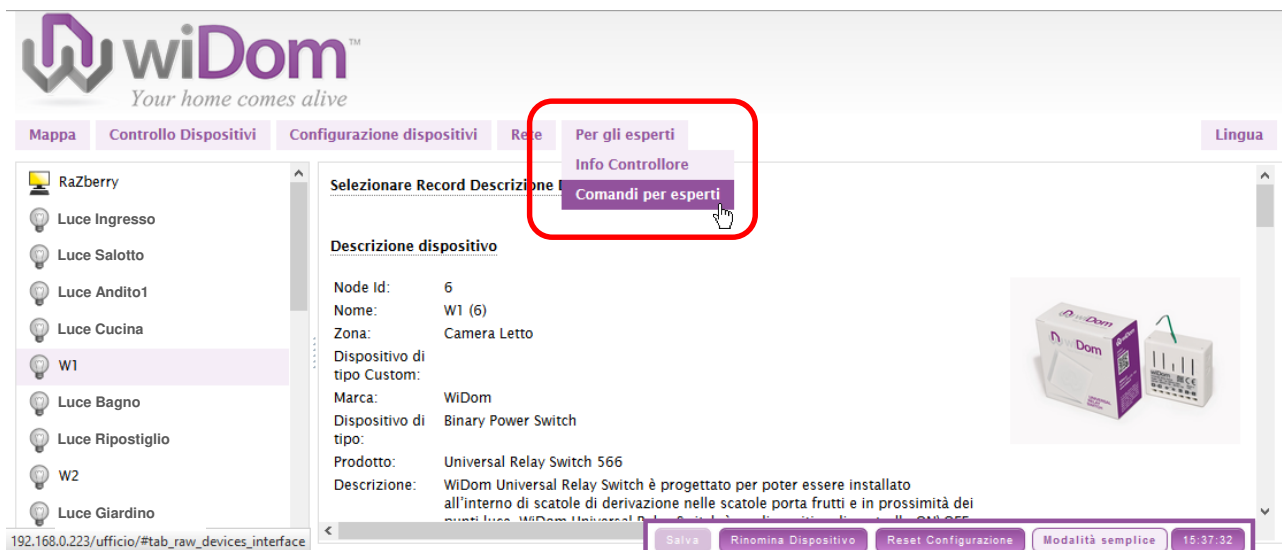 wiDom™
Your home comes alive
Mappa Controllo Dispositivi Configurazione dispositivi Rete Per gli esperti Lingua
Info Controllore
Comandi per esperti
RaZberry
Luce Ingresso
Luce Salotto
Luce Andito1
Luce Cucina
W1
Luce Bagno
Luce Ripostiglio
W2
Luce Giardino
192.168.0.223/ufficio/#tab_raw_devices_interface
Selezionare Record Descrizione
Descrizione dispositivo
Node Id: 6
Nome: W1 (6)
Zona: Camera Letto
Dispositivo di
tipo Custom:
Marca: WiDom
Dispositivo di Binary Power Switch
tipo:
Prodotto: Universal Relay Switch 566
Descrizione: WiDom Universal Relay Switch è progettato per poter essere installato
all'interno di scatole di derivazione nelle scatole porta frutti e in prossimità dei
wiDom
wiDom
Salva Rinomina Dispositivo Reset Configurazione Modalità semplice 15:37:32